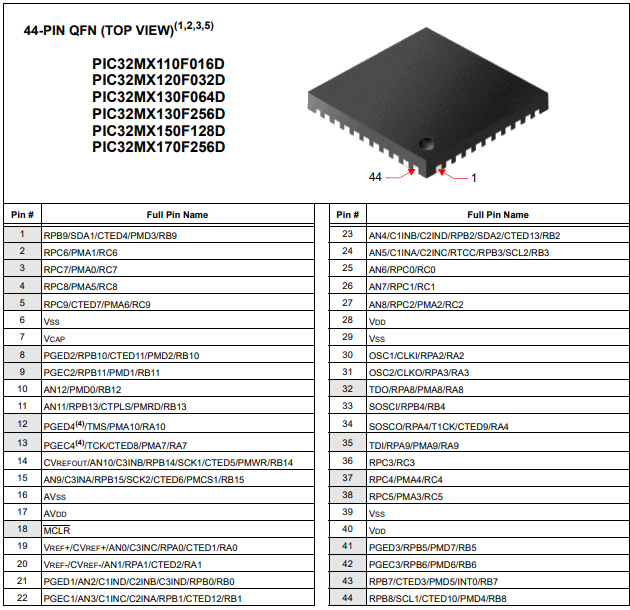 44-PIN QFN (TOP VIEW)(1,2,3,5)
PIC32MX110F016D
PIC32MX120F032D
PIC32MX130F064D
PIC32MX130F256D
PIC32MX150F128D
PIC32MX170F256D
44
1
Pin # Full Pin Name Pin # Full Pin Name
1 RPB9/SDA1/CTED4/PMD3/RB9 23 AN4/C1INB/C2IND/RPB2/SDA2/CTED13/RB2
2 RPC6/PMA1/RC6 24 AN5/C1INA/C2INC/RTCC/RPB3/SCL2/RB3
3 RPC7/PMA0/RC7 25 AN6/RPC0/RC0
4 RPC8/PMA5/RC8 26 AN7/RPC1/RC1
5 RPC9/CTED7/PMA6/RC9 27 AN8/RPC2/PMA2/RC2
6 VSS 28 VDD
7 VCAP 29 VSS
8 PGED2/RPB10/CTED11/PMD2/RB10 30 OSC1/CLKI/RPA2/RA2
9 PGEC2/RPB11/PMD1/RB11 31 OSC2/CLKO/RPA3/RA3
10 AN12/PMD0/RB12 32 TDO/RPA8/PMA8/RA8
11 AN11/RPB13/CTPLS/PMRD/RB13 33 SOSCI/RPB4/RB4
12 PGED4(4)/TMS/PMA10/RA10 34 SOSCO/RPA4/T1CK/CTED9/RA4
13 PGEC4(4)/TCK/CTED8/PMA7/RA7 35 TDI/RPA9/PMA9/RA9
14 CVREFOUT/AN10/C3INB/RPB14/SCK1/CTED5/PMWR/RB14 36 RPC3/RC3
15 AN9/C3INA/RPB15/SCK2/CTED6/PMCS1/RB15 37 RPC4/PMA4/RC4
16 AVSS 38 RPC5/PMA3/RC5
17 AVDD 39 VSS
18 MCLR 40 VDD
19 VREF+/CVREF+/AN0/C3INC/RPA0/CTED1/RA0 41 PGED3/RPB5/PMD7/RB5
20 VREF-/CVREF-/AN1/RPA1/CTED2/RA1 42 PGEC3/RPB6/PMD6/RB6
21 PGED1/AN2/C1IND/C2INB/C3IND/RPB0/RB0 43 RPB7/CTED3/PMD5/INT0/RB7
22 PGEC1/AN3/C1INC/C2INA/RPB1/CTED12/RB1 44 RPB8/SCL1/CTED10/PMD4/RB8